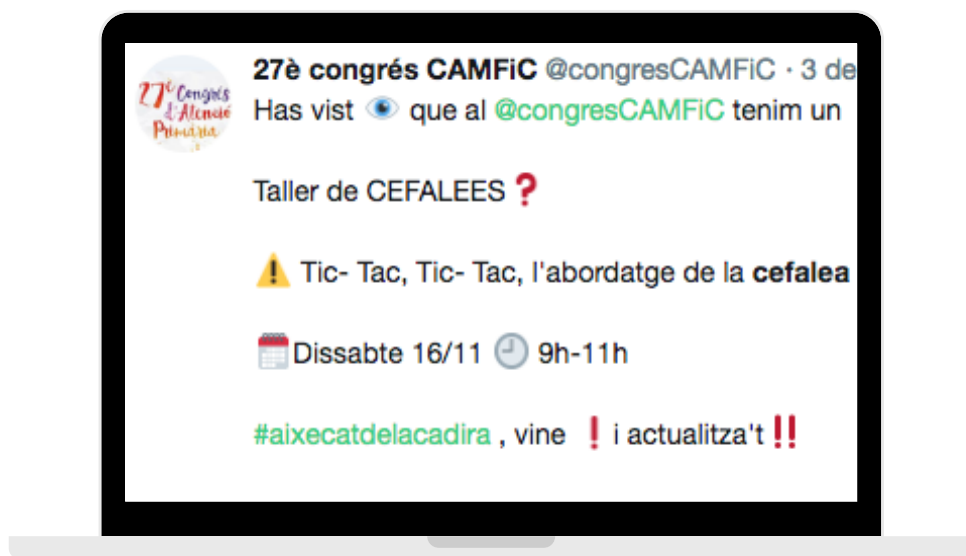 27è Congrés
d'Atenció
Primària
27è congrés CAMFiC @congresCAMFiC · 3 de
Has vist 👁 que al @congresCAMFiC tenim un
Taller de CEFALEES❓
⚠️ Tic- Tac, Tic- Tac, l'abordatge de la cefalea
🗓Dissabte 16/11 🕘 9h-11h
#aixecatdelacadira , vine ❗ i actualitza't‼️